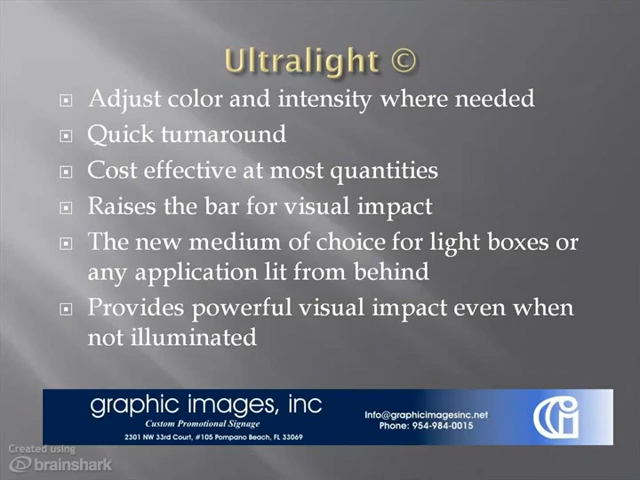 Ultralight ©
Adjust color and intensity where needed
Quick turnaround
Cost effective at most quantities
Raises the bar for visual impact
The new medium of choice for light boxes or
any application lit from behind
Provides powerful visual impact even when
not illuminated
graphic images, inc
Custom Promotional Signage
2301 NW 33rd Court, #105 Pompano Beach, FL 33069
Info@graphicimagesinc.net
Phone: 954-984-0015
Created using
brainshark